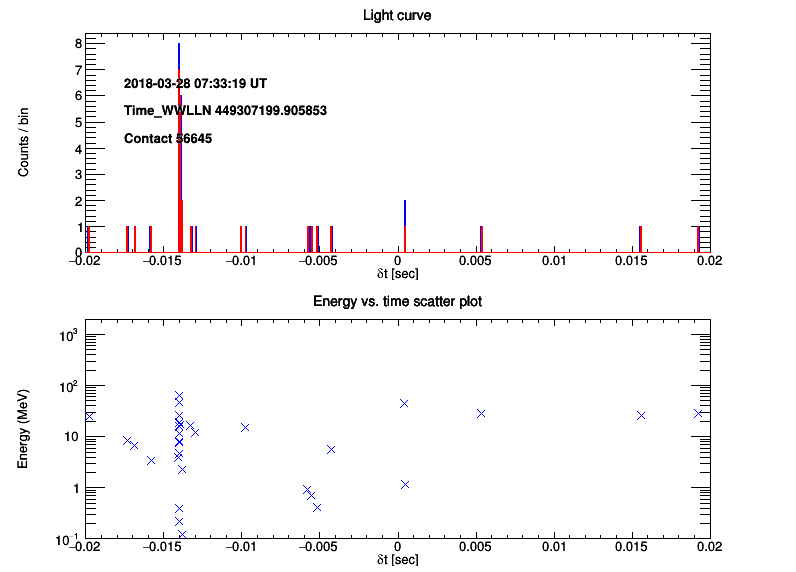 Light curve
Counts / bin
8
7
6
5
4
3
2
1
0
2018-03-28 07:33:19 UT
Time_WWLLN 449307199.905853
Contact 56645
−0.02 −0.015 −0.01 −0.005 0 0.005 0.01 0.015 0.02
δt [sec]
Energy vs. time scatter plot
Energy (MeV)
10³
10²
10
1
10⁻¹
−0.02 −0.015 −0.01 −0.005 0 0.005 0.01 0.015 0.02
δt [sec]